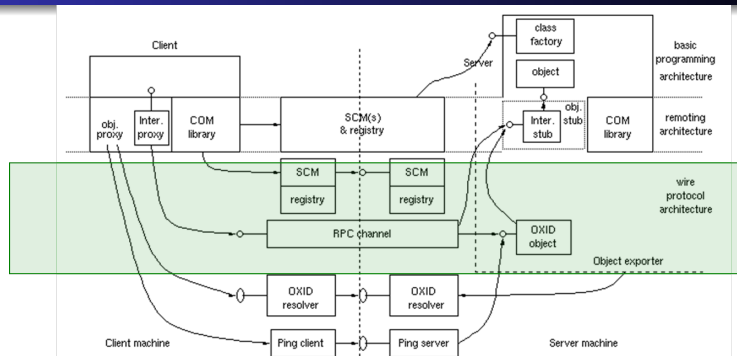 Client
class
factory
Server
basic
programming
architecture
object
obj.
proxy
Inter.
proxy
COM
library
SCM(s)
& registry
obj.
stub
Inter.
stub
COM
library
remoting
architecture
SCM
registry
SCM
registry
wire
protocol
architecture
RPC channel
OXID
object
Object exporter
OXID
resolver
OXID
resolver
Client machine
Ping client
Ping server
Server machine